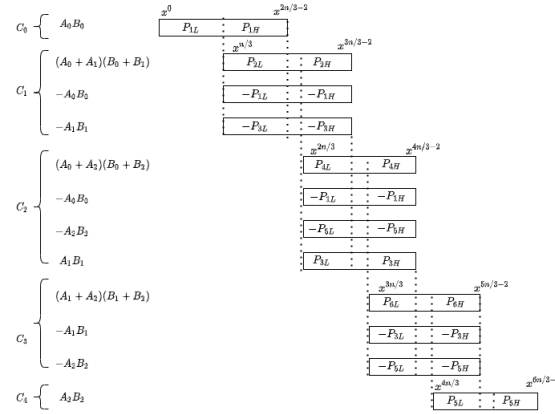 x^0 x^{2n/3−2}
C_0 A_0B_0 P_{1L} P_{1H}
x^{n/3} x^{3n/3−2}
(A_0 + A_1)(B_0 + B_1) P_{2L} P_{2H}
C_1 −A_0B_0 −P_{1L} −P_{1H}
−A_1B_1 −P_{3L} −P_{3H}
x^{2n/3} x^{4n/3−2}
(A_0 + A_2)(B_0 + B_2) P_{4L} P_{4H}
−A_0B_0 −P_{1L} −P_{1H}
C_2
−A_2B_2 −P_{5L} −P_{5H}
A_1B_1 P_{3L} P_{3H}
x^{3n/3} x^{5n/3−2}
(A_1 + A_2)(B_1 + B_2) P_{6L} P_{6H}
C_3 −A_1B_1 −P_{3L} −P_{3H}
−A_2B_2 −P_{5L} −P_{5H}
x^{4n/3} x^{6n/3−
C_4 A_2B_2 P_{5L} P_{5H}